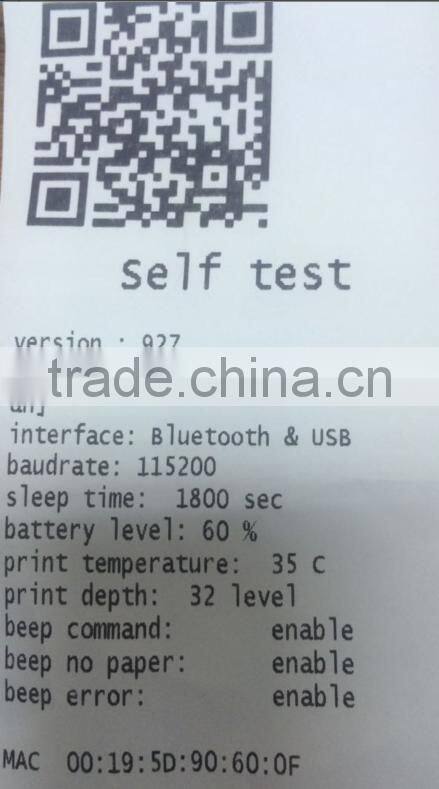 Self test
version : 927
trade.china.cn
interface: Bluetooth & USB
baudrate: 115200
sleep time: 1800 sec
battery level: 60 %
print temperature: 35 C
print depth: 32 level
beep command: enable
beep no paper: enable
beep error: enable
MAC 00:19:5D:90:60:0F